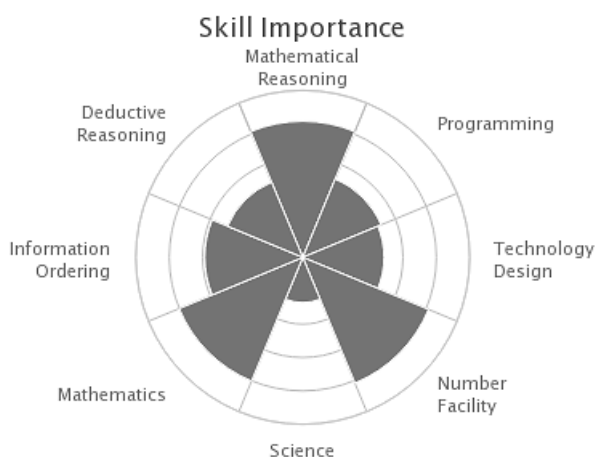 Skill Importance
Mathematical
Reasoning
Programming
Technology
Design
Number
Facility
Science
Mathematics
Information
Ordering
Deductive
Reasoning